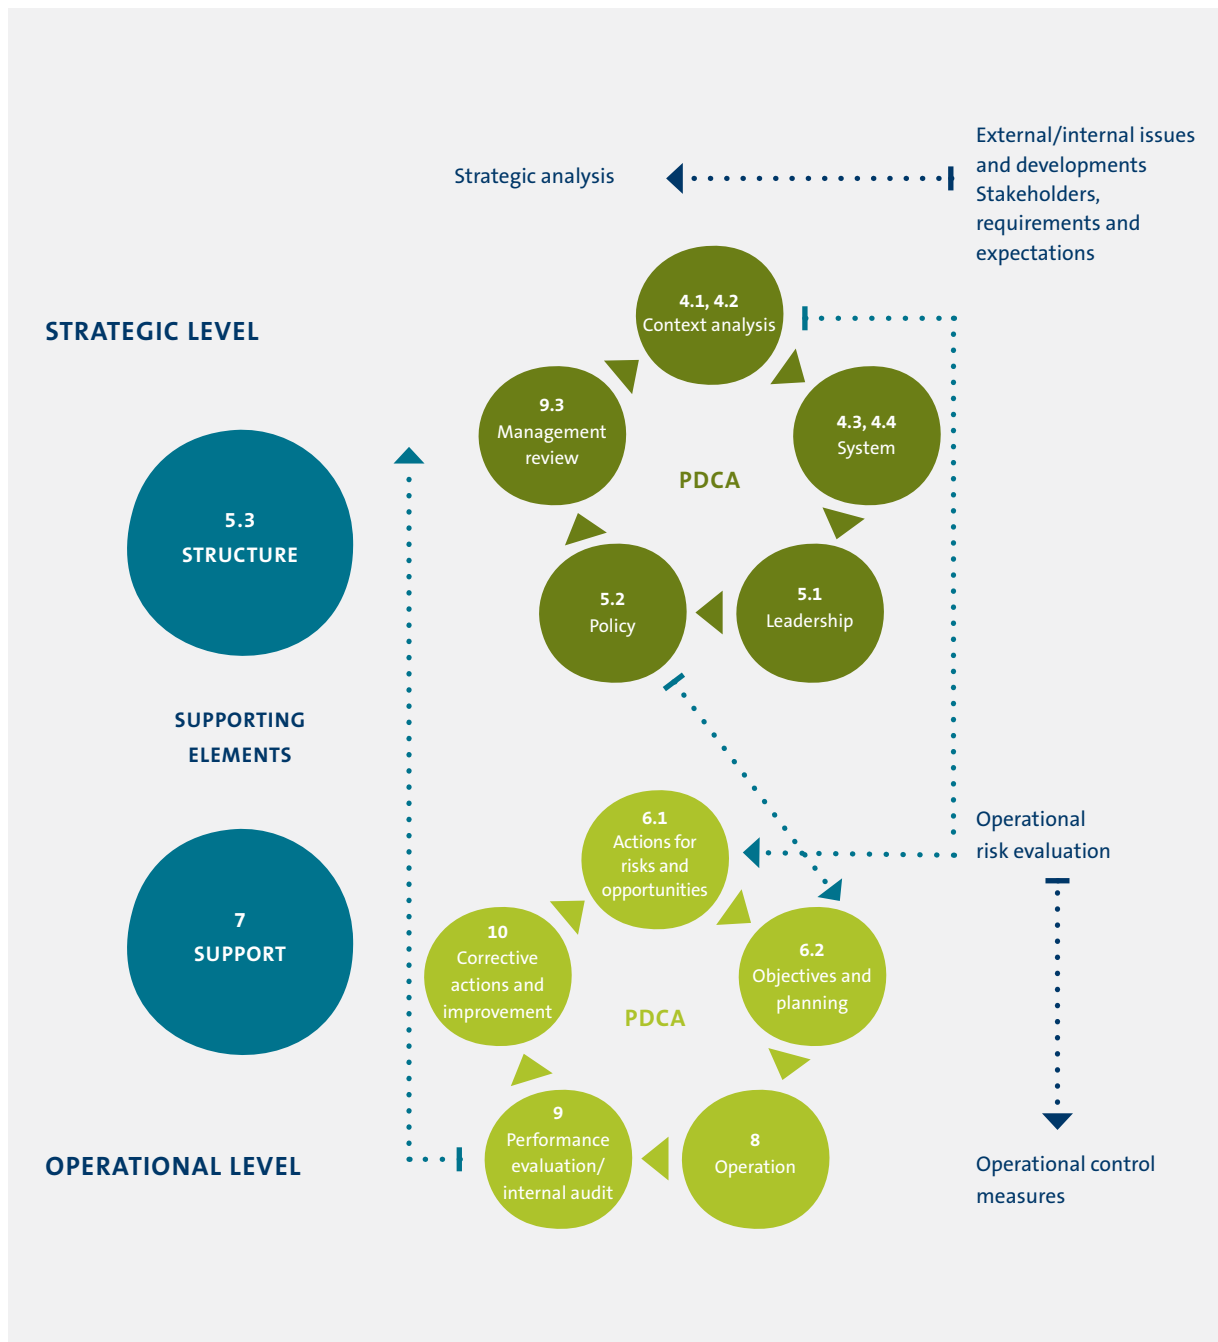 Strategic analysis
External/internal issues
and developments
Stakeholders,
requirements and
expectations
STRATEGIC LEVEL
4.1, 4.2
Context analysis
9.3
Management
review
4.3, 4.4
System
PDCA
5.3
STRUCTURE
5.2
Policy
5.1
Leadership
SUPPORTING
ELEMENTS
6.1
Actions for
risks and
opportunities
Operational
risk evaluation
7
SUPPORT
10
Corrective
actions and
improvement
6.2
Objectives and
planning
PDCA
9
Performance
evaluation/
internal audit
8
Operation
OPERATIONAL LEVEL
Operational control
measures